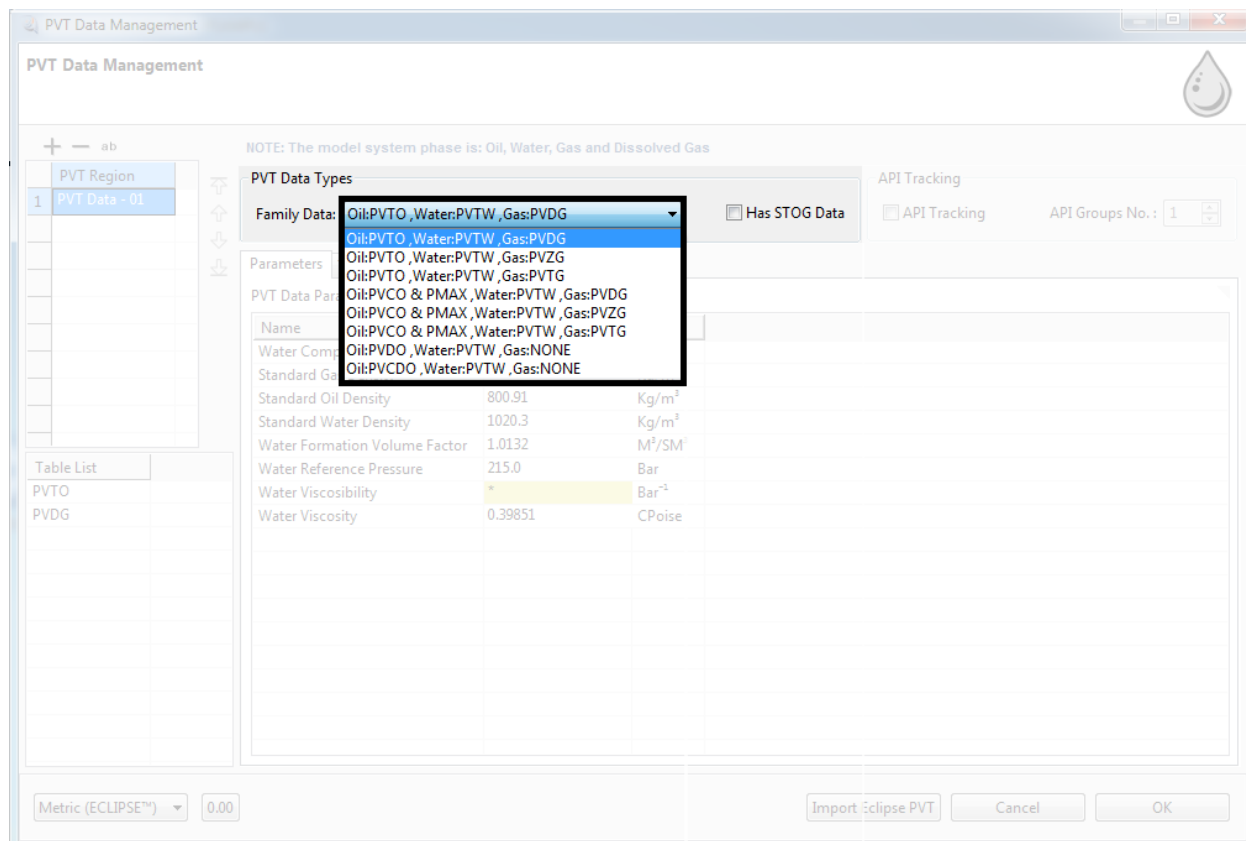 PVT Data Management
PVT Data Management
ab
NOTE: The model system phase is: Oil, Water, Gas and Dissolved Gas
PVT Region
1 PVT Data - 01
PVT Data Types
Family Data: Oil:PVTO ,Water:PVTW ,Gas:PVDG
Has STOG Data
API Tracking
API Tracking API Groups No. : 1
Oil:PVTO ,Water:PVTW ,Gas:PVDG
Oil:PVTO ,Water:PVTW ,Gas:PVZG
Oil:PVTO ,Water:PVTW ,Gas:PVTG
Oil:PVCO & PMAX ,Water:PVTW ,Gas:PVDG
Oil:PVCO & PMAX ,Water:PVTW ,Gas:PVZG
Oil:PVCO & PMAX ,Water:PVTW ,Gas:PVTG
Oil:PVDO ,Water:PVTW ,Gas:NONE
Oil:PVCDO ,Water:PVTW ,Gas:NONE
Parameters
PVT Data Par
Name
Water Comp
Standard Ga
Standard Oil Density 800.91 Kg/m³
Standard Water Density 1020.3 Kg/m³
Water Formation Volume Factor 1.0132 M³/SM
Water Reference Pressure 215.0 Bar
Water Viscosibility * Bar⁻¹
Water Viscosity 0.39851 CPoise
Table List
PVTO
PVDG
Metric (ECLIPSE™) 0.00
Import Eclipse PVT Cancel OK